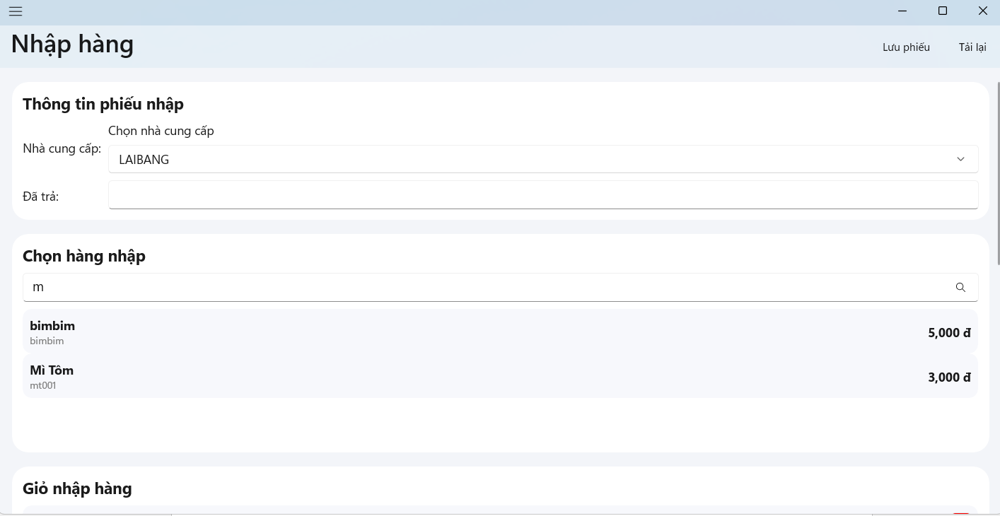 Nhập hàng
Lưu phiếu
Tải lại
Thông tin phiếu nhập
Chọn nhà cung cấp
Nhà cung cấp:
LAIBANG
Đã trả:
Chọn hàng nhập
m
bimbim
bimbim
5,000 đ
Mì Tôm
mt001
3,000 đ
Giỏ nhập hàng